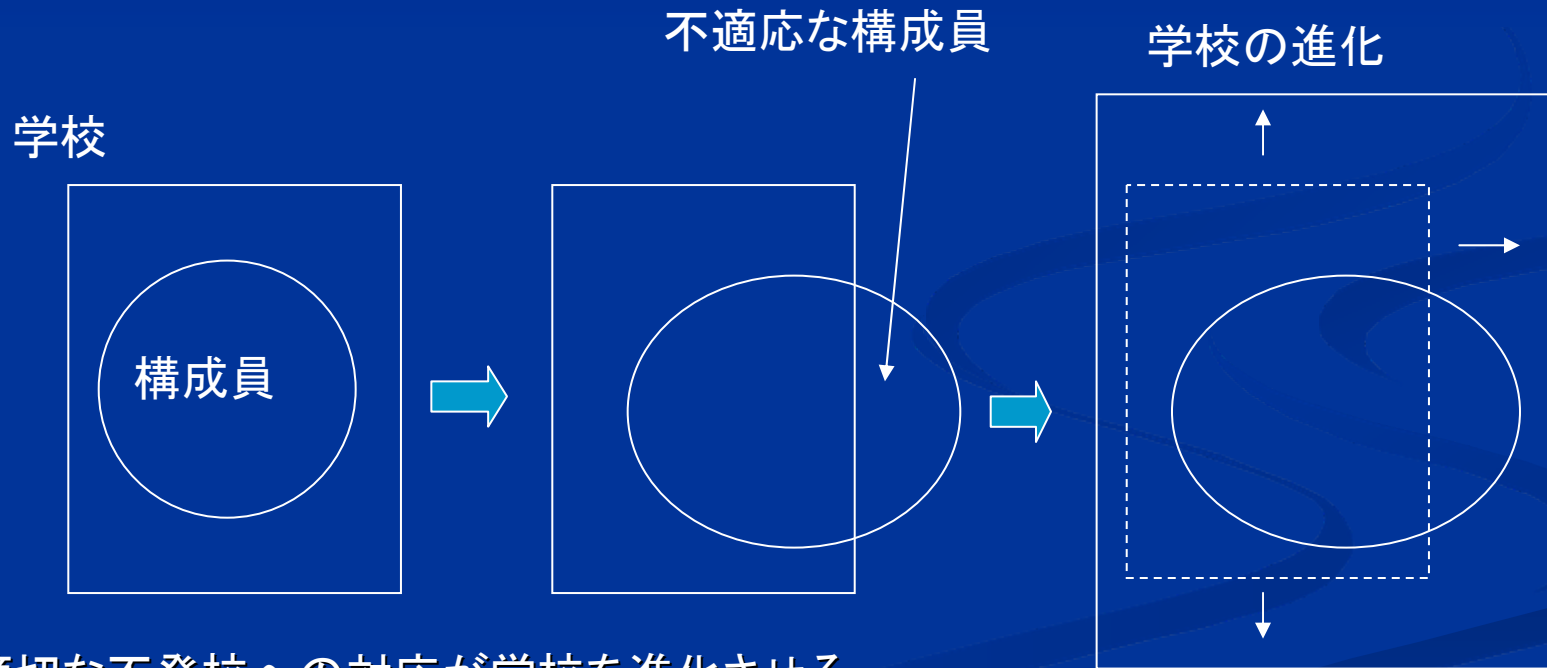 不適応な構成員
学校の進化
学校
構成員
適切な不登校への対応が学校を進化させる